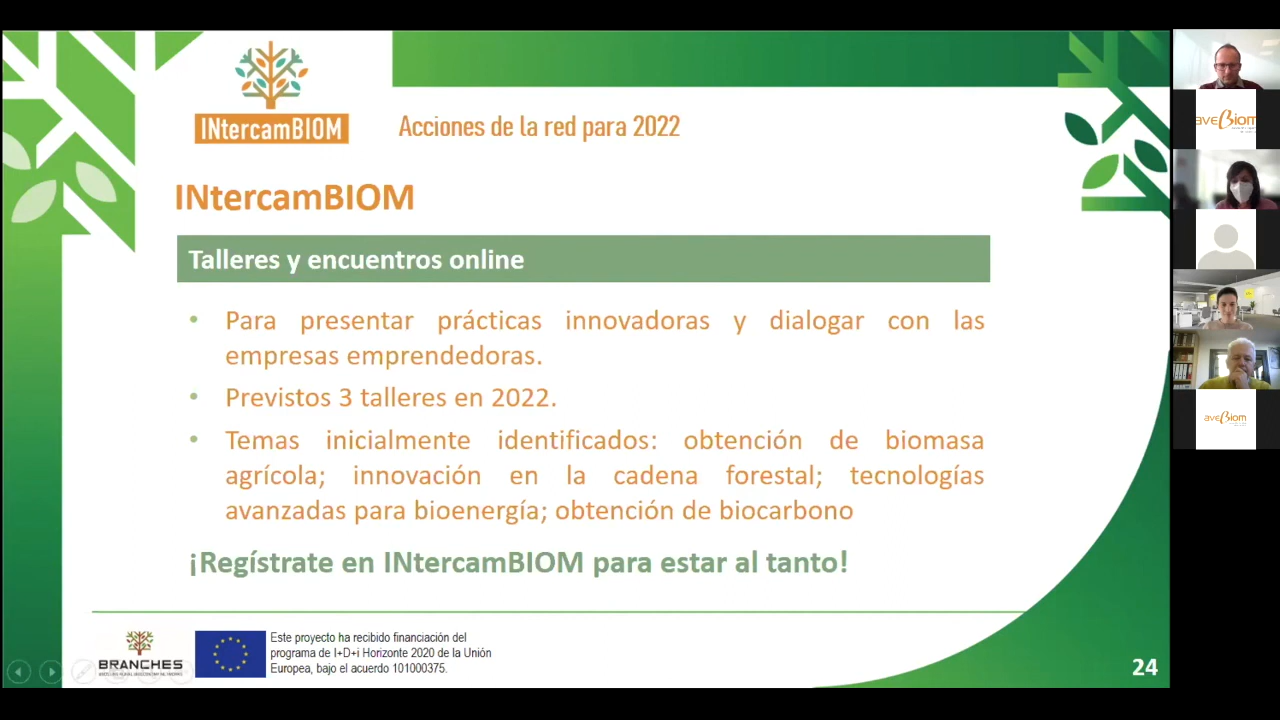 INtercamBIOM
Acciones de la red para 2022
INtercamBIOM
Talleres y encuentros online
• Para presentar prácticas innovadoras y dialogar con las
empresas emprendedoras.
• Previstos 3 talleres en 2022.
• Temas inicialmente identificados: obtención de biomasa
agrícola; innovación en la cadena forestal; tecnologías
avanzadas para bioenergía; obtención de biocarbono
¡Regístrate en INtercamBIOM para estar al tanto!
BRANCHES
Este proyecto ha recibido financiación del
programa de I+D+i Horizonte 2020 de la Unión
Europea, bajo el acuerdo 101000375.
24
aveBiom
aveBiom